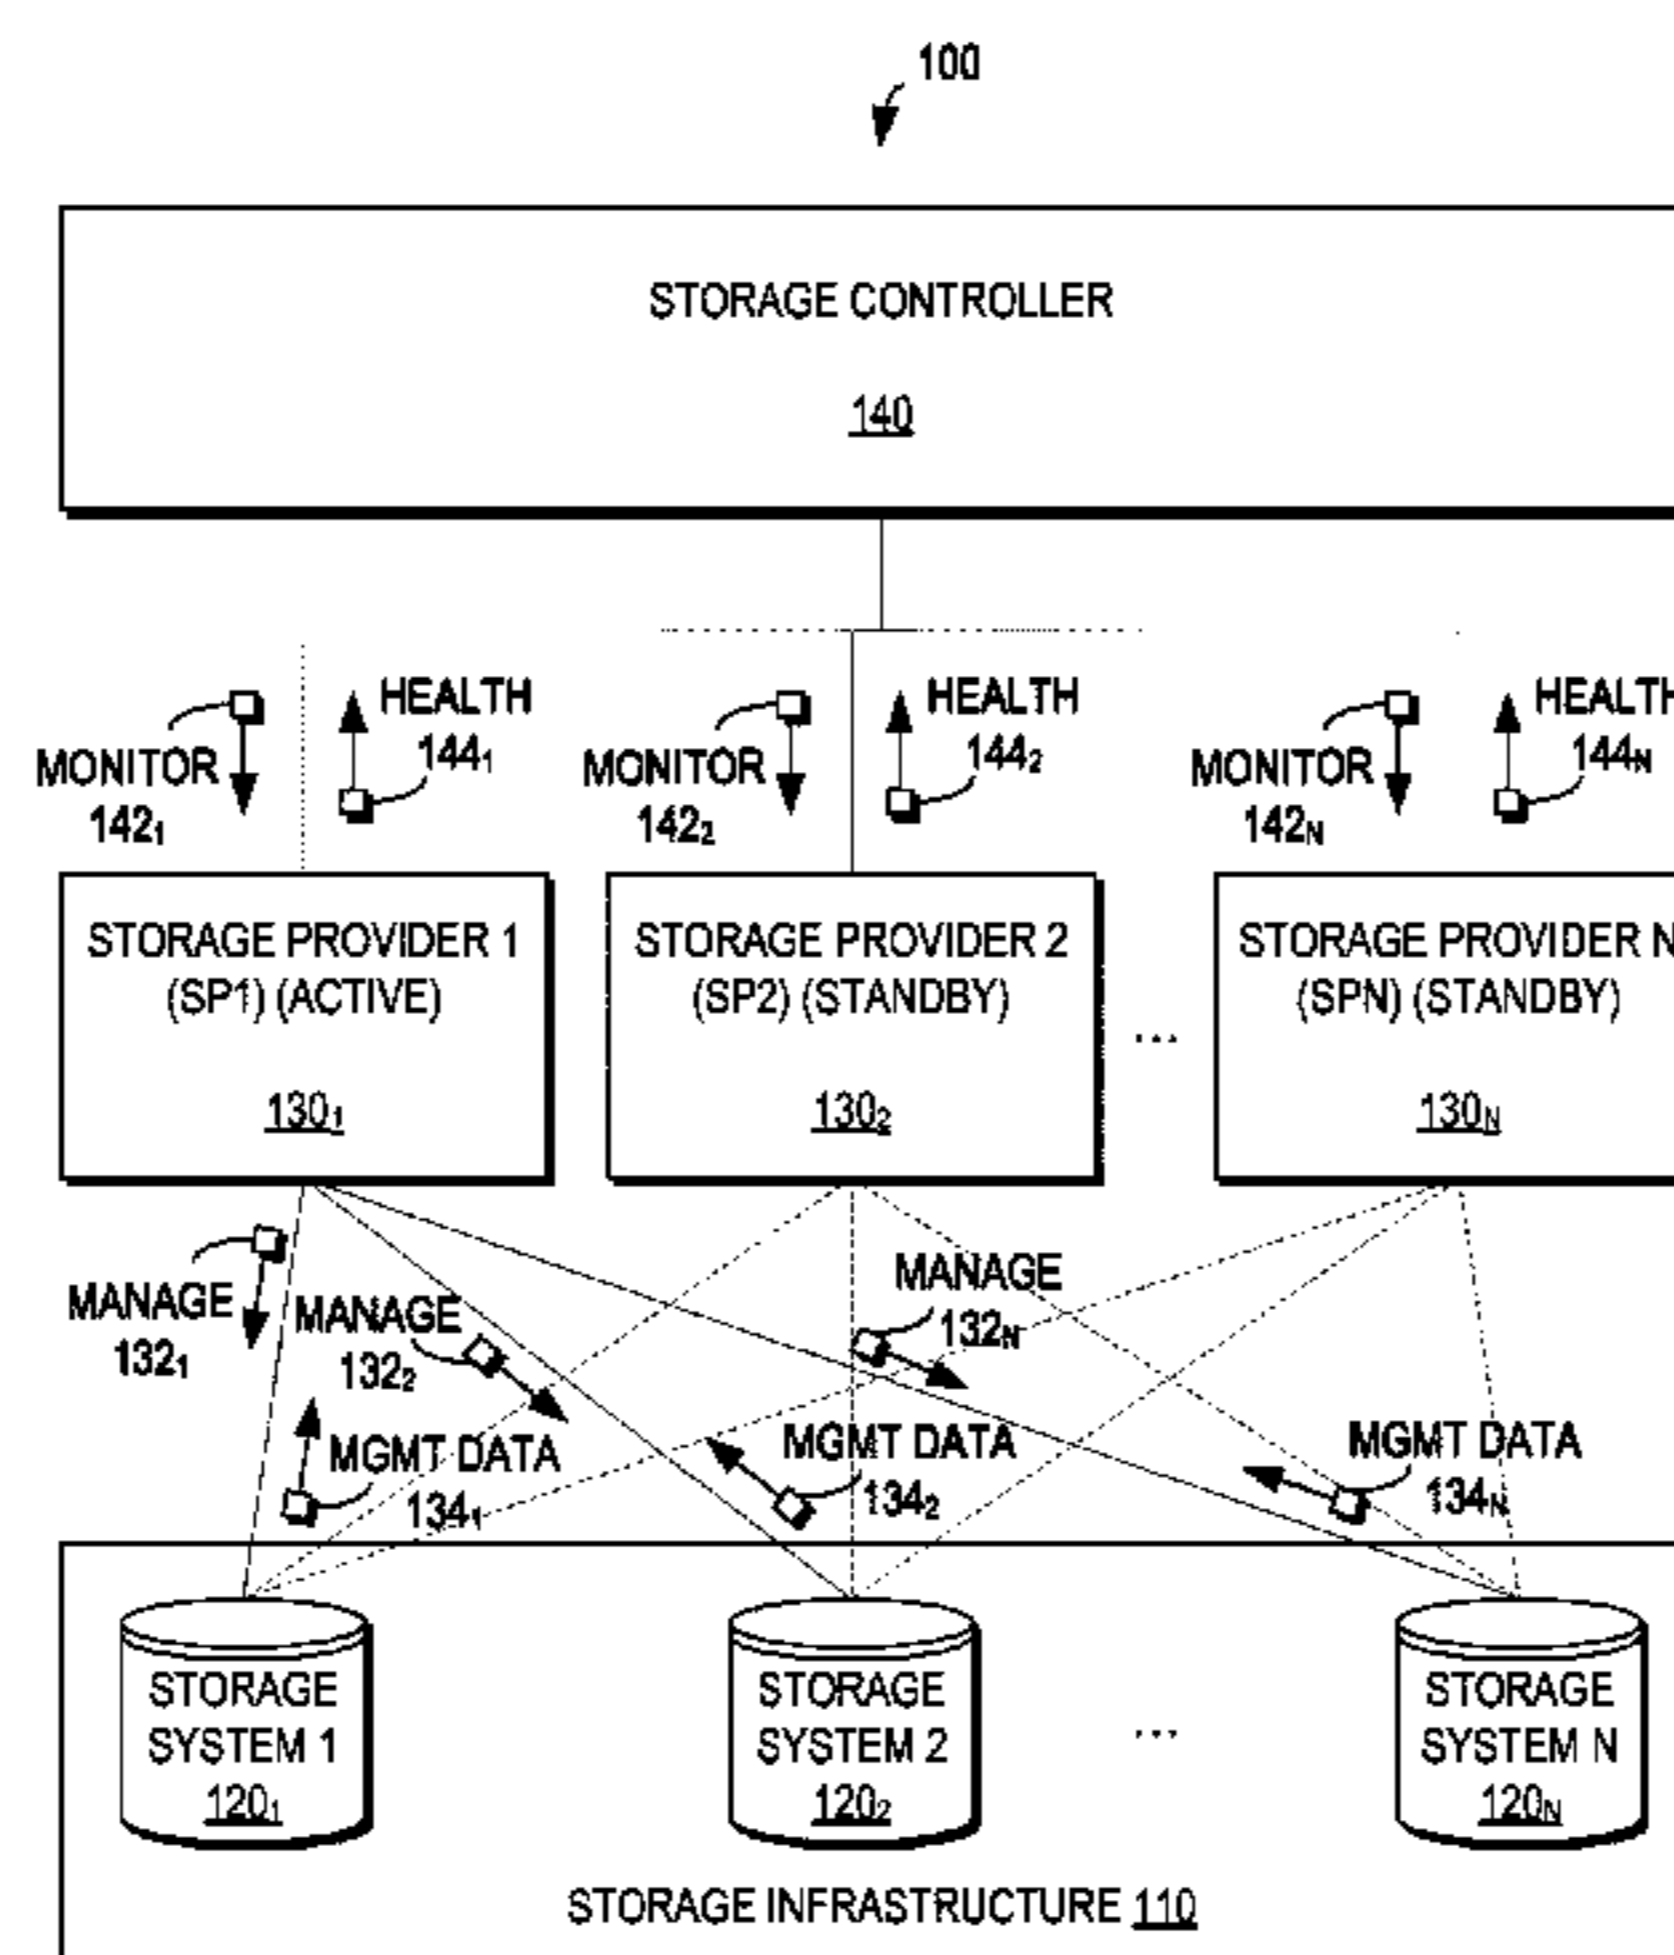 100
STORAGE CONTROLLER
140
HEALTH
144₁
MONITOR
142₁
HEALTH
144₂
MONITOR
142₂
HEALTH
144N
MONITOR
142N
STORAGE PROVIDER 1
(SP1) (ACTIVE)
130₁
STORAGE PROVIDER 2
(SP2) (STANDBY)
130₂
...
STORAGE PROVIDER N
(SPN) (STANDBY)
130N
MANAGE
132₁
MANAGE
132₂
MANAGE
132N
MGMT DATA
134₁
MGMT DATA
134₂
MGMT DATA
134N
STORAGE
SYSTEM 1
120₁
STORAGE
SYSTEM 2
120₂
...
STORAGE
SYSTEM N
120N
STORAGE INFRASTRUCTURE 110